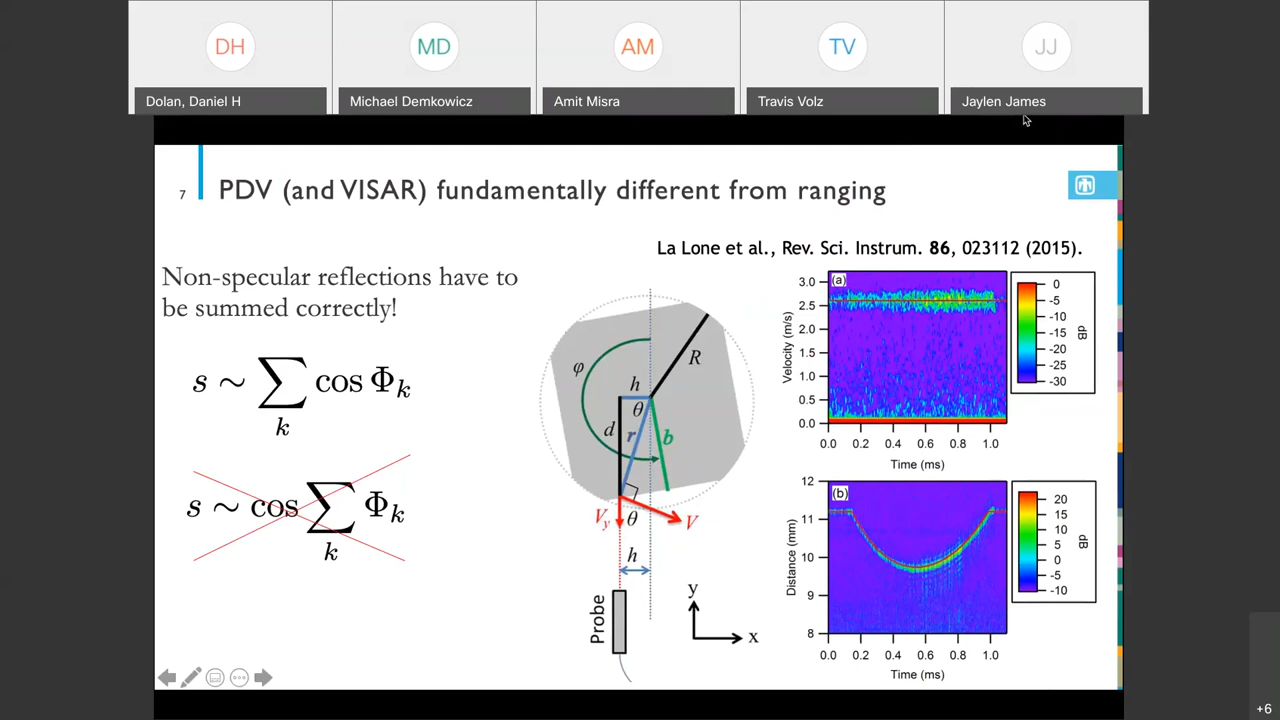 DH
MD
AM
TV
JJ
Dolan, Daniel H
Michael Demkowicz
Amit Misra
Travis Volz
Jaylen James
7
PDV (and VISAR) fundamentally different from ranging
La Lone et al., Rev. Sci. Instrum. 86, 023112 (2015).
Non-specular reflections have to
be summed correctly!
s ~ ∑ cos Φk
k
s ~ cos ∑ Φk
k
φ
R
h
θ
d
r
b
Vy
θ
V
h
Probe
y
x
(a)
Velocity (m/s)
3.0
2.5
2.0
1.5
1.0
0.5
0.0
0.0 0.2 0.4 0.6 0.8 1.0
Time (ms)
0
-5
-10
-15
-20
-25
-30
dB
(b)
Distance (mm)
12
11
10
9
8
0.0 0.2 0.4 0.6 0.8 1.0
Time (ms)
20
15
10
5
0
-5
-10
dB
+6